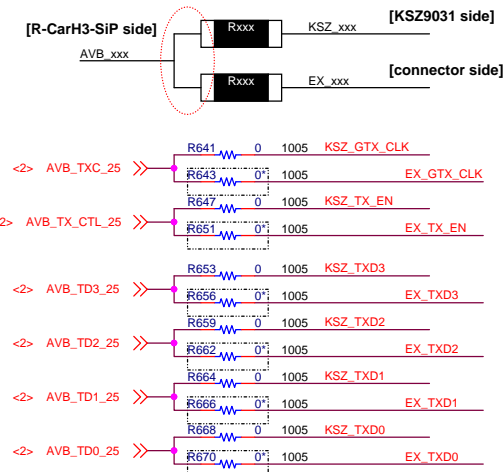 [KSZ9031 side]
[R-CarH3-SiP side] Rxxx KSZ_xxx
AVB_xxx
[connector side]
Rxxx EX_xxx
R641 0 1005 KSZ_GTX_CLK
<2> AVB_TXC_25
R643 0* 1005 EX_GTX_CLK
R647 0 1005 KSZ_TX_EN
2> AVB_TX_CTL_25
R651 0* 1005 EX_TX_EN
R653 0 1005 KSZ_TXD3
<2> AVB_TD3_25
R656 0* 1005 EX_TXD3
R659 0 1005 KSZ_TXD2
<2> AVB_TD2_25
R662 0* 1005 EX_TXD2
R664 0 1005 KSZ_TXD1
<2> AVB_TD1_25
R666 0* 1005 EX_TXD1
R668 0 1005 KSZ_TXD0
<2> AVB_TD0_25
R670 0* 1005 EX_TXD0